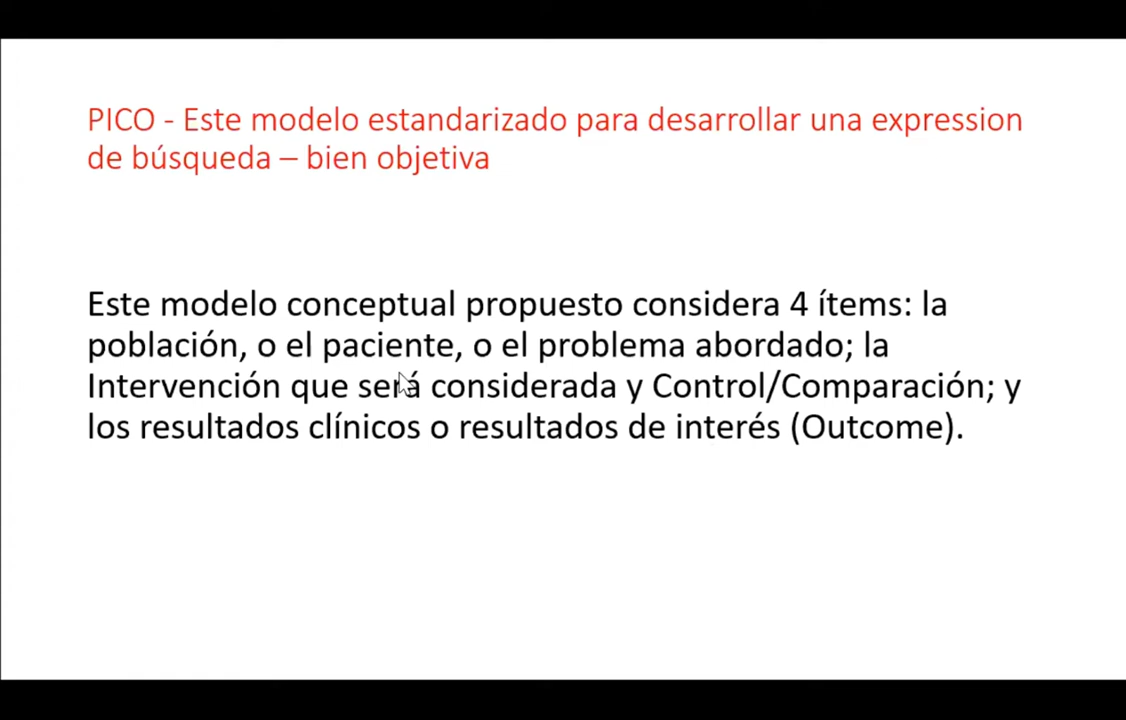 PICO - Este modelo estandarizado para desarrollar una expression
de búsqueda – bien objetiva
Este modelo conceptual propuesto considera 4 ítems: la
población, o el paciente, o el problema abordado; la
Intervención que será considerada y Control/Comparación; y
los resultados clínicos o resultados de interés (Outcome).